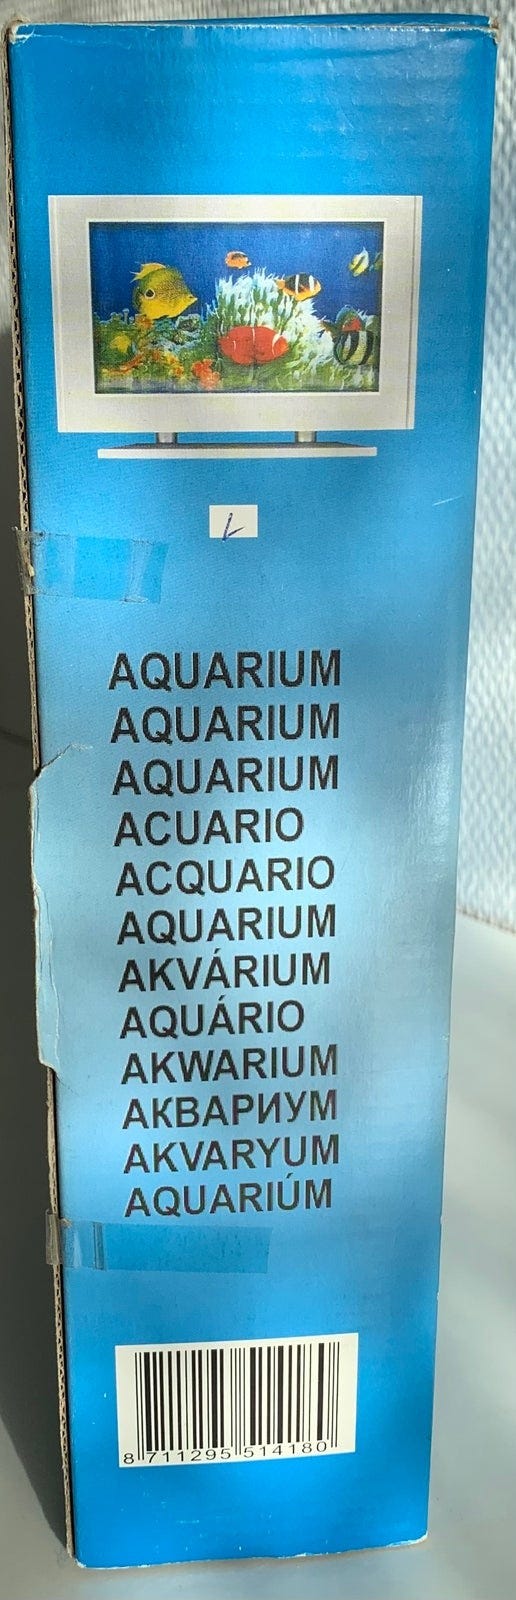 AQUARIUM
AQUARIUM
AQUARIUM
ACUARIO
ACQUARIO
AQUARIUM
AKVÁRIUM
AQUÁRIO
AKWARIUM
АКВАРИУМ
AKVARYUM
AQUARIÚM
8 711295 514180